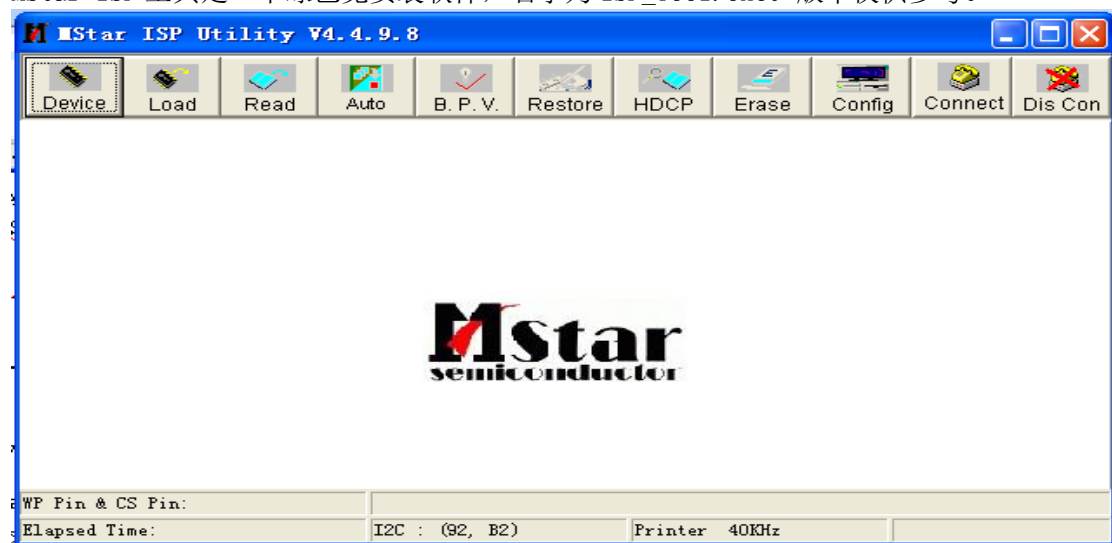 MStar ISP Utility V4.4.9.8
Device Load Read Auto B.P.V. Restore HDCP Erase Config Connect Dis Con
Mstar
semiconductor
WP Pin & CS Pin:
Elapsed Time: I2C : (92, B2) Printer 40KHz